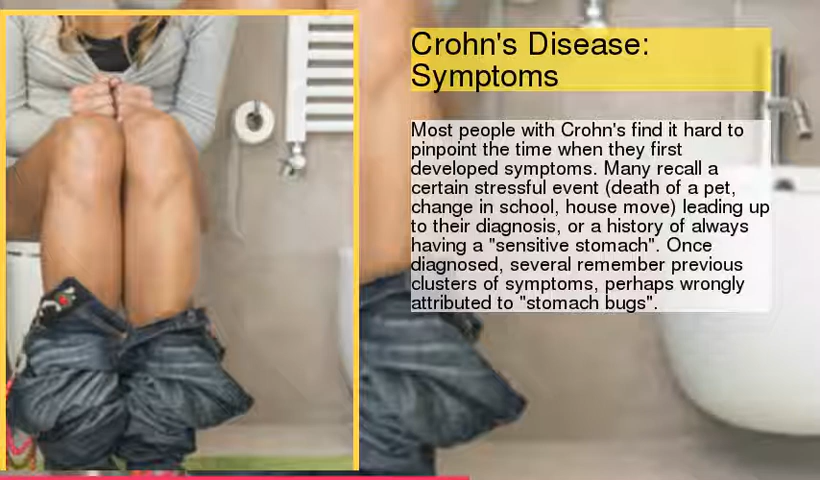 Crohn's Disease:
Symptoms
Most people with Crohn's find it hard to
pinpoint the time when they first
developed symptoms. Many recall a
certain stressful event (death of a pet,
change in school, house move) leading up
to their diagnosis, or a history of always
having a "sensitive stomach". Once
diagnosed, several remember previous
clusters of symptoms, perhaps wrongly
attributed to "stomach bugs".